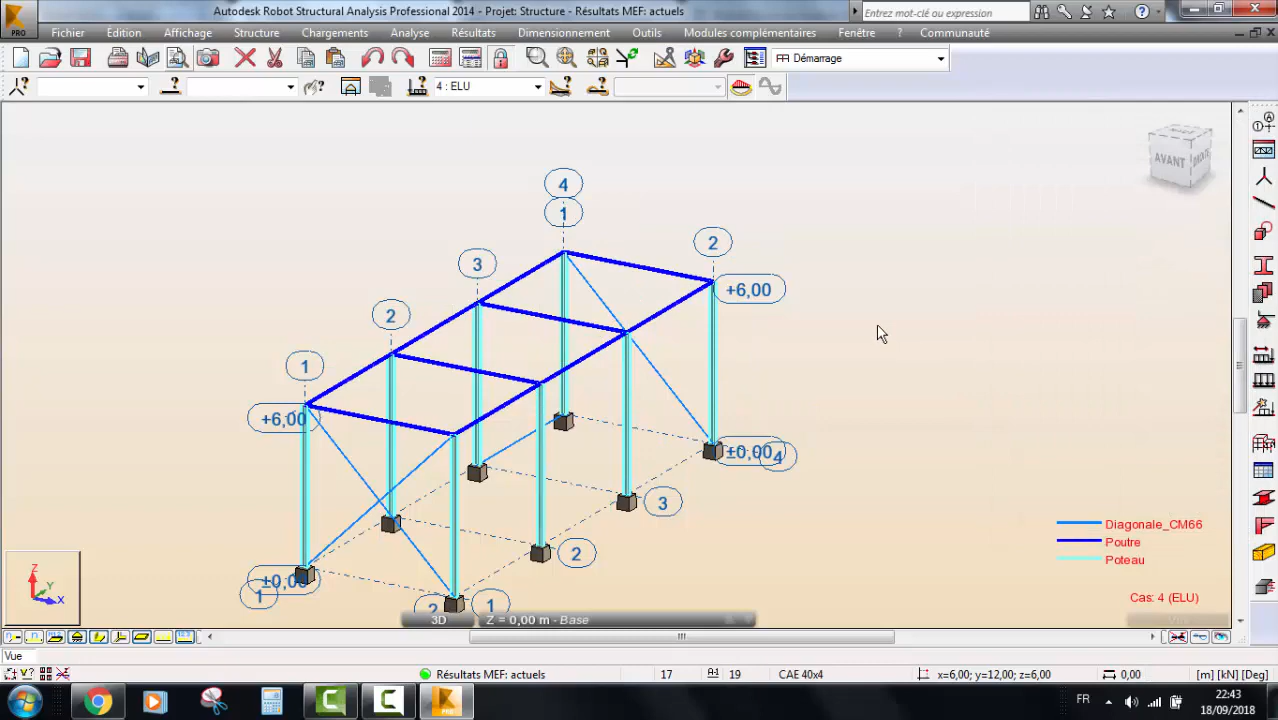 Autodesk Robot Structural Analysis Professional 2014 - Projet: Structure - Résultats MEF: actuels
Entrez mot-clé ou expression
PRO
Fichier Edition Affichage Structure Chargements Analyse Résultats Dimensionnement Outils Modules complémentaires Fenêtre ? Communauté
Démarrage
4 : ELU
AVANT
4
1
2
3
+6,00
2
1
+6,00
±0,00
4
3
2
±0,00
1
2
1
Diagonale_CM66
Poutre
Poteau
Cas: 4 (ELU)
Z
Y
X
3D
Z = 0,00 m - Base
Vue
Vue
Résultats MEF: actuels
17
19
CAE 40x4
x=6,00; y=12,00; z=6,00
0,00
[m] [kN] [Deg]
PRO
FR
22:43
18/09/2018